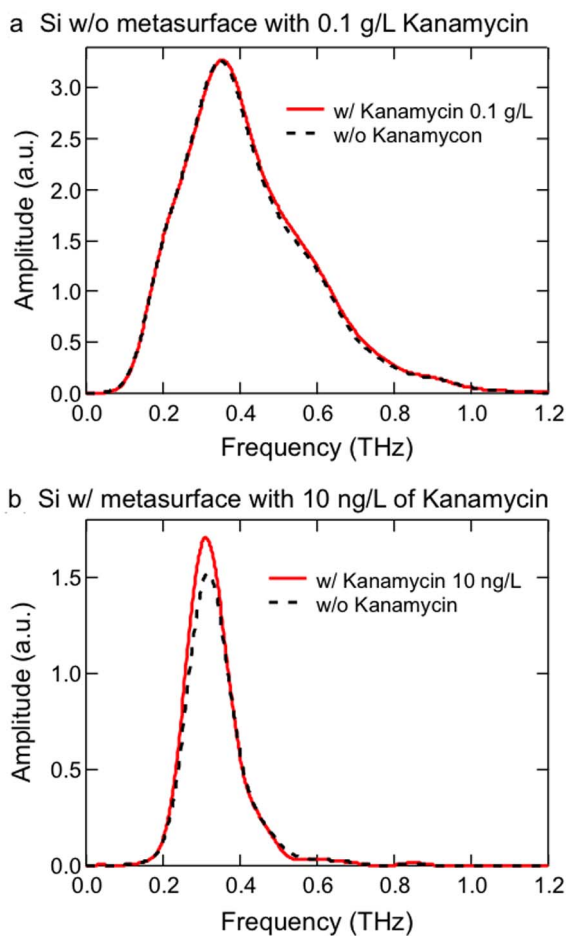 a Si w/o metasurface with 0.1 g/L Kanamycin
3.0
2.5
2.0
1.5
1.0
0.5
0.0
Amplitude (a.u.)
w/ Kanamycin 0.1 g/L
w/o Kanamycon
0.0 0.2 0.4 0.6 0.8 1.0 1.2
Frequency (THz)
b Si w/ metasurface with 10 ng/L of Kanamycin
1.5
1.0
0.5
0.0
Amplitude (a.u.)
w/ Kanamycin 10 ng/L
w/o Kanamycin
0.0 0.2 0.4 0.6 0.8 1.0 1.2
Frequency (THz)